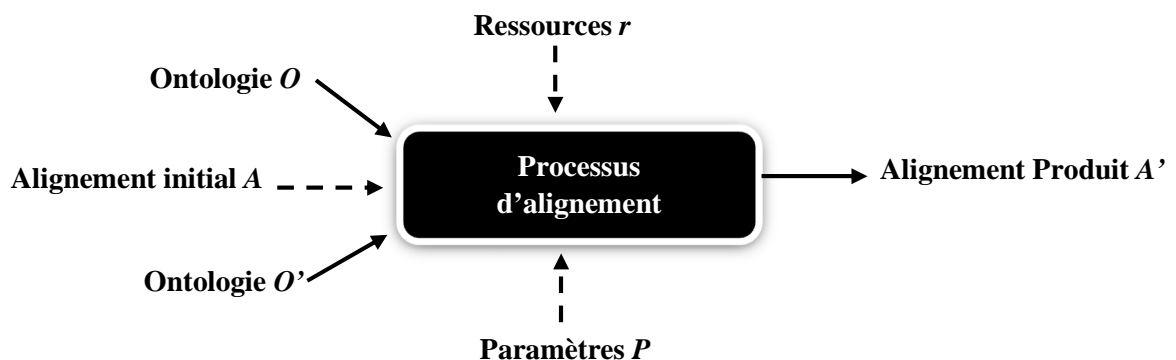 Ressources r
Ontologie O
Alignement initial A
Processus
d’alignement
Alignement Produit A’
Ontologie O’
Paramètres P